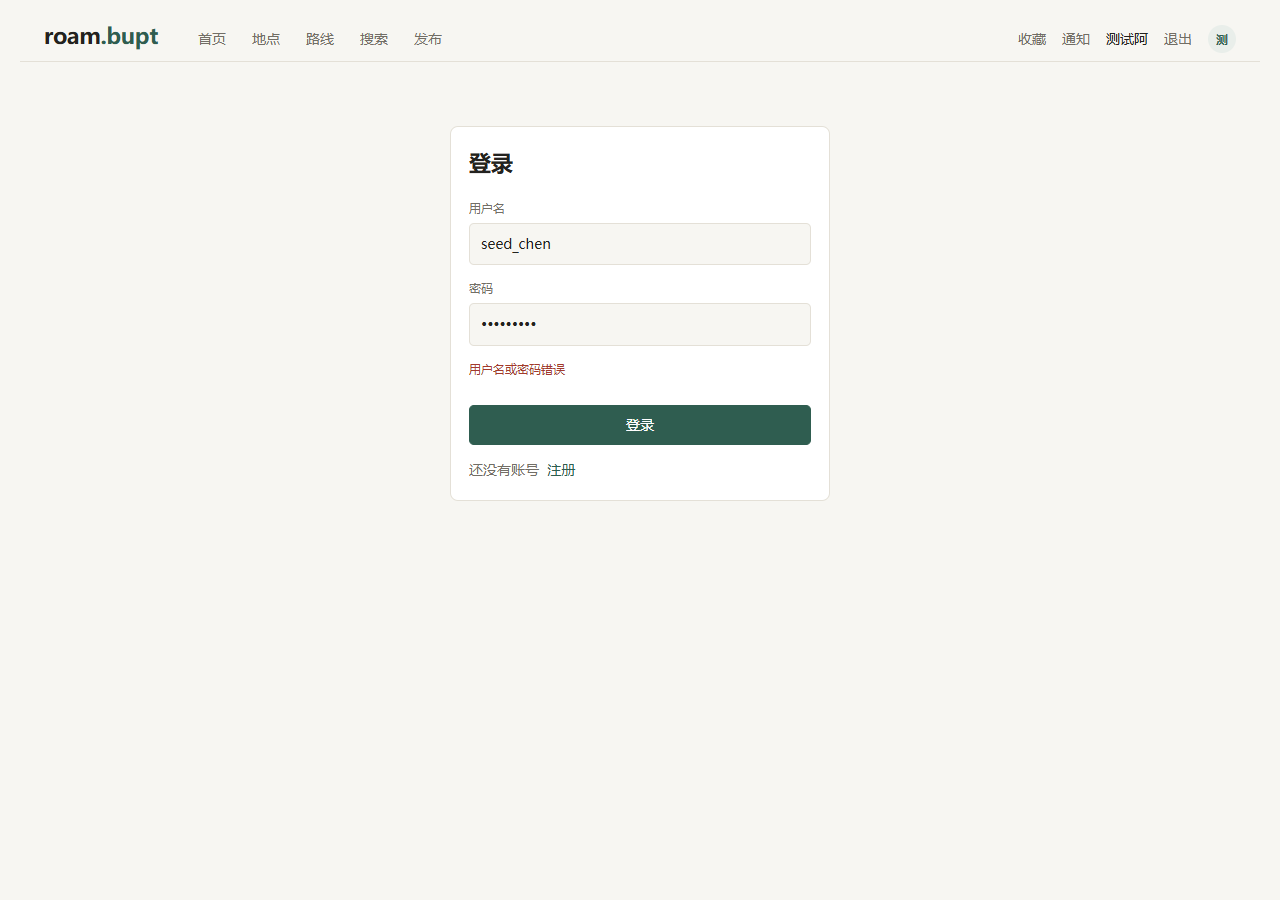 roam.bupt 首页 地点 路线 搜索 发布 收藏 通知 测试阿 退出 测
登录
用户名
seed_chen
密码
•••••••••
用户名或密码错误
登录
还没有账号 注册